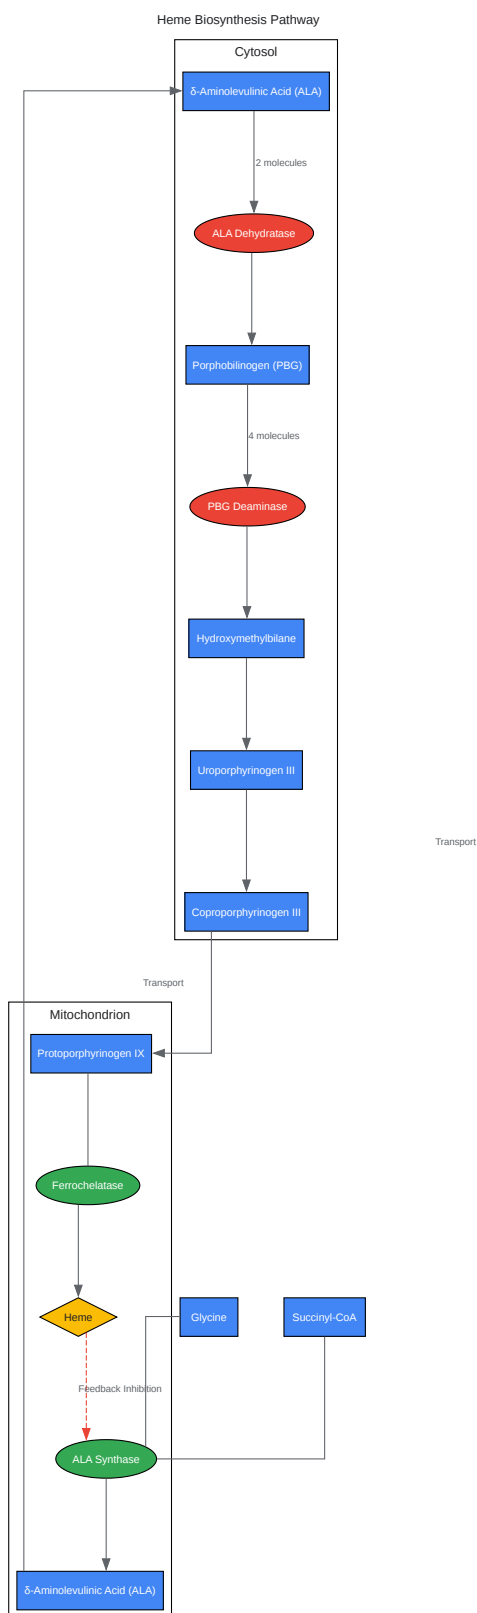 Heme Biosynthesis Pathway
Cytosol
δ-Aminolevulinic Acid (ALA)
2 molecules
ALA Dehydratase
Porphobilinogen (PBG)
4 molecules
PBG Deaminase
Hydroxymethylbilane
Uroporphyrinogen III
Transport
Coproporphyrinogen III
Transport
Mitochondrion
Protoporphyrinogen IX
Ferrochelatase
Heme
Glycine
Succinyl-CoA
Feedback Inhibition
ALA Synthase
δ-Aminolevulinic Acid (ALA)